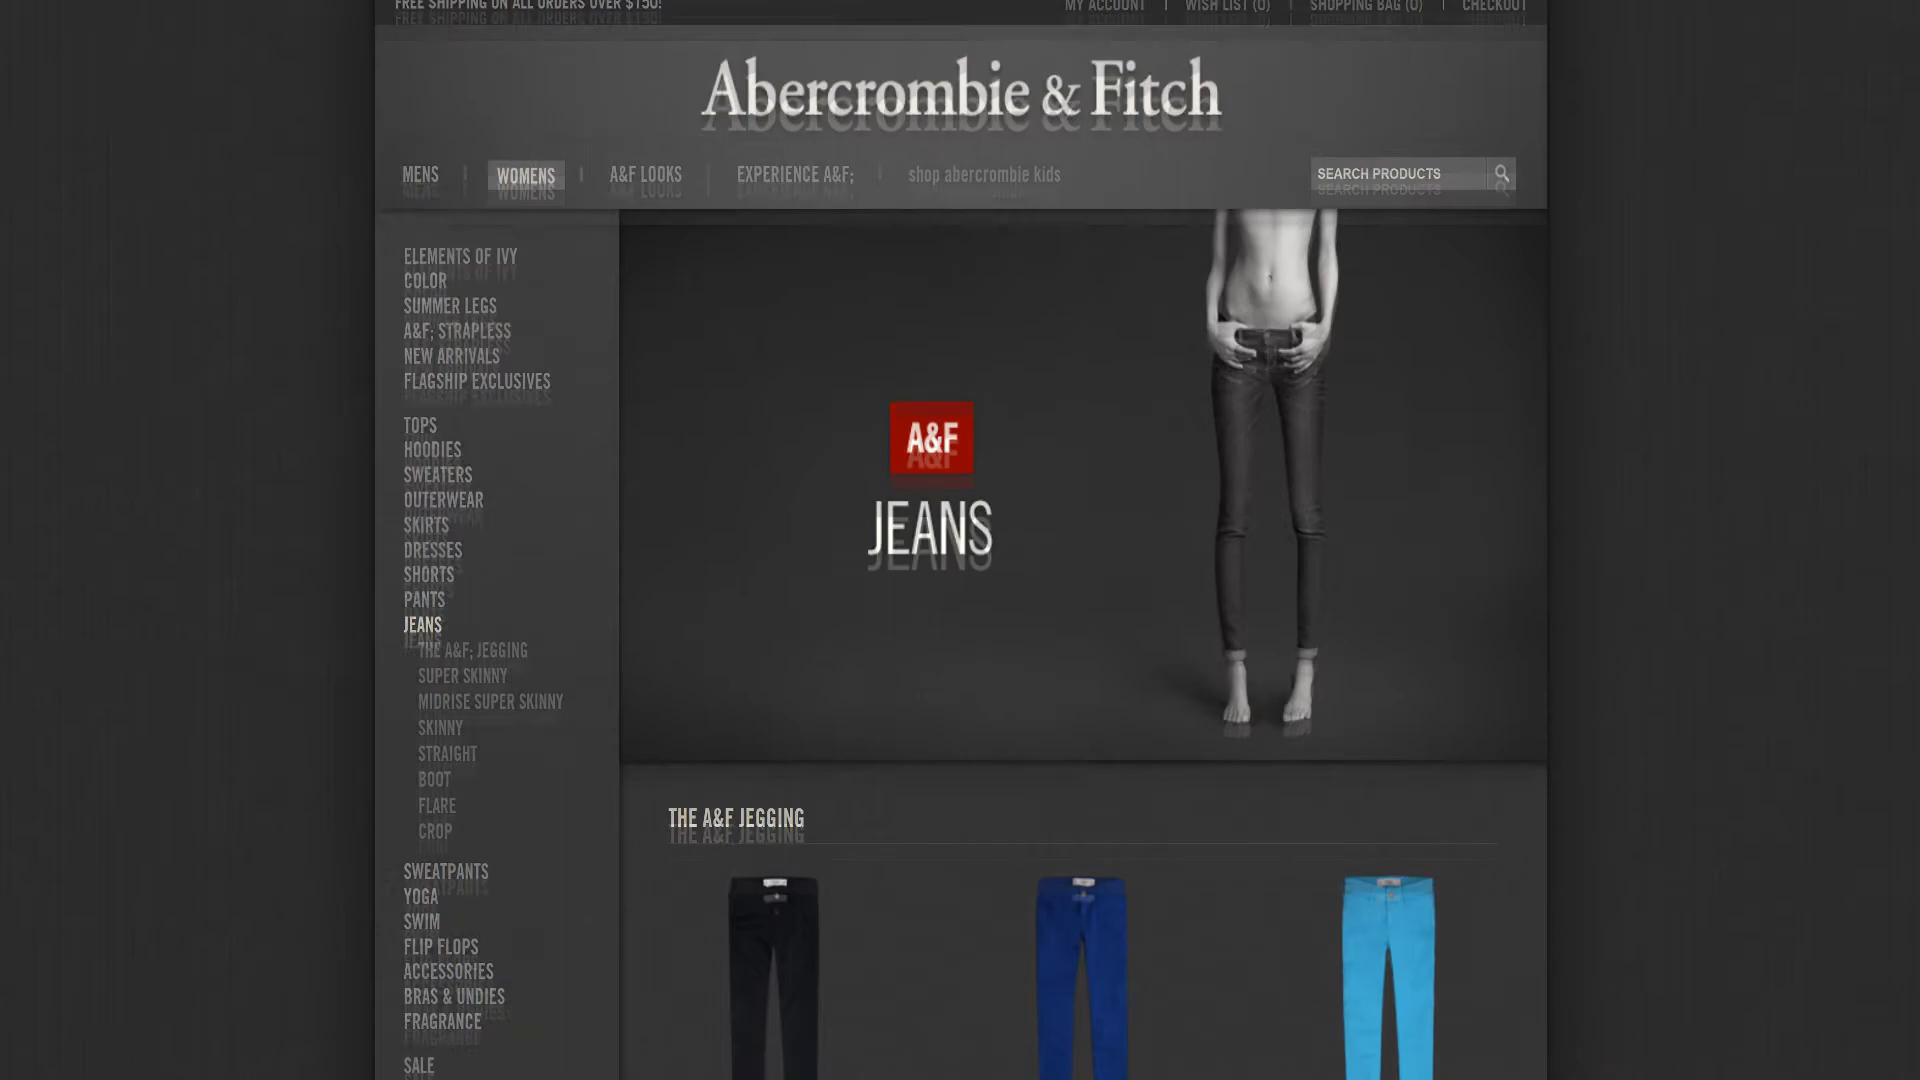 FREE SHIPPING ON ALL ORDERS OVER $150!
MY ACCOUNT
WISH LIST (0)
SHOPPING BAG (0)
CHECKOUT
Abercrombie & Fitch
MENS
WOMENS
A&F LOOKS
EXPERIENCE A&F;
shop abercrombie kids
SEARCH PRODUCTS
ELEMENTS OF IVY
COLOR
SUMMER LEGS
A&F; STRAPLESS
NEW ARRIVALS
FLAGSHIP EXCLUSIVES
TOPS
HOODIES
SWEATERS
OUTERWEAR
SKIRTS
DRESSES
SHORTS
PANTS
JEANS
THE A&F; JEGGING
SUPER SKINNY
MIDRISE SUPER SKINNY
SKINNY
STRAIGHT
BOOT
FLARE
CROP
SWEATPANTS
YOGA
SWIM
FLIP FLOPS
ACCESSORIES
BRAS & UNDIES
FRAGRANCE
SALE
A&F
JEANS
THE A&F JEGGING